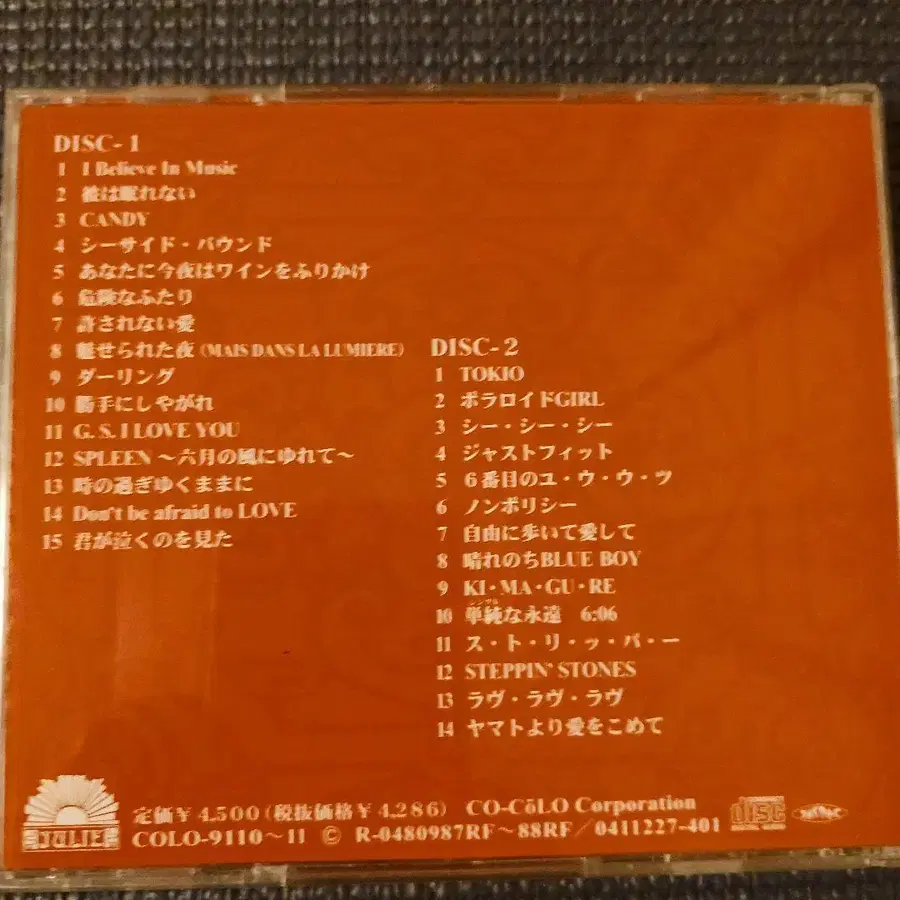 DISC-1
1 I Believe In Music
2 彼は眠れない
3 CANDY
4 シーサイド・バウンド
5 あなたに今夜はワインをふりかけ
6 危険なふたり
7 許されない愛
8 魅せられた夜（MAIS DANS LA LUMIERE）
9 ダーリング
10 勝手にしやがれ
11 G. S. I LOVE YOU
12 SPLEEN ～六月の風にゆれて～
13 時の過ぎゆくままに
14 Don't be afraid to LOVE
15 君が泣くのを見た
DISC-2
1 TOKIO
2 ポラロイドGIRL
3 シー・シー・シー
4 ジャストフィット
5 6番目のユ・ウ・ウ・ツ
6 ノンポリシー
7 自由に歩いて愛して
8 晴れのちBLUE BOY
9 KI・MA・GU・RE
10 単純な永遠 6:06
11 ス・ト・リ・ッ・パ・ー
12 STEPPIN' STONES
13 ラヴ・ラヴ・ラヴ
14 ヤマトより愛をこめて
JULIE
定価￥4,500（税抜価格￥4,286） CO-CōLO Corporation
COLO-9110～11 © R-0480987RF～88RF／0411227-401
DISC
DIGITAL AUDIO